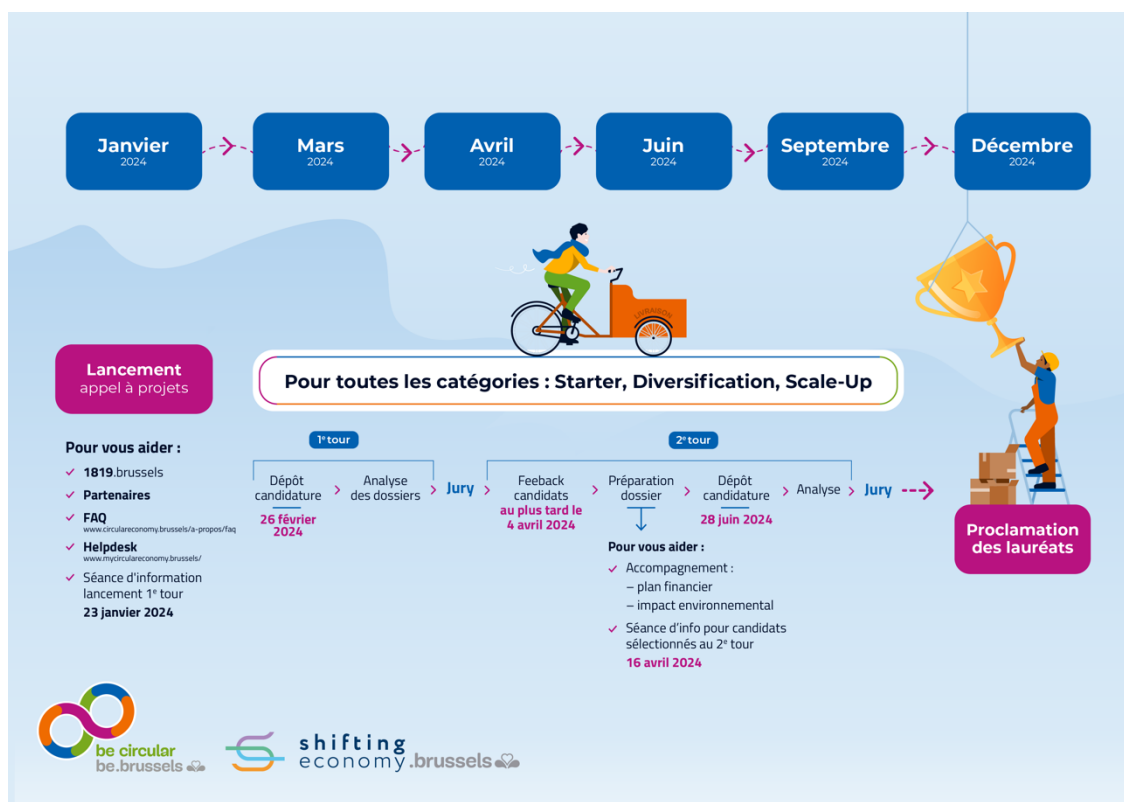 Janvier
2024
Mars
2024
Avril
2024
Juin
2024
Septembre
2024
Décembre
2024
LIVRAISON
Lancement
appel à projets
Pour toutes les catégories : Starter, Diversification, Scale-Up
Pour vous aider :
1819.brussels
Partenaires
FAQ
www.circulareconomy.brussels/a-propos/faq
Helpdesk
www.mycirculareconomy.brussels/
Séance d'information
lancement 1e tour
23 janvier 2024
1e tour
Dépôt
candidature
26 février
2024
Analyse
des dossiers
Jury
2e tour
Feeback
candidats
au plus tard le
4 avril 2024
Préparation
dossier
Dépôt
candidature
28 juin 2024
Analyse
Jury
Pour vous aider :
Accompagnement :
– plan financier
– impact environnemental
Séance d'info pour candidats
sélectionnés au 2e tour
16 avril 2024
Proclamation
des lauréats
be circular
be.brussels
shifting
economy.brussels